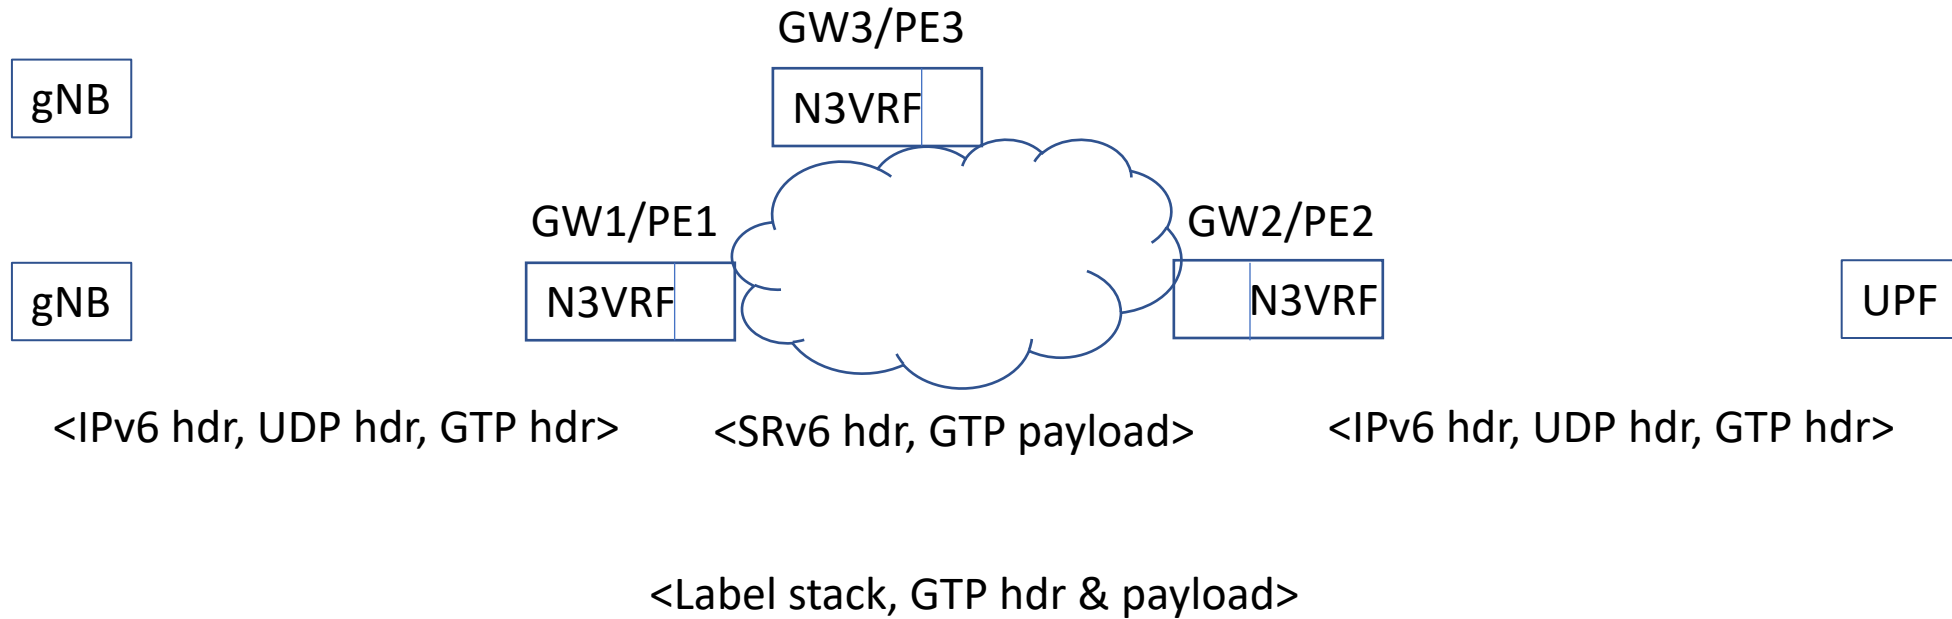 GW3/PE3
gNB
N3VRF
GW1/PE1
GW2/PE2
gNB
N3VRF
N3VRF
UPF
<IPv6 hdr, UDP hdr, GTP hdr>
<SRv6 hdr, GTP payload>
<IPv6 hdr, UDP hdr, GTP hdr>
<Label stack, GTP hdr & payload>